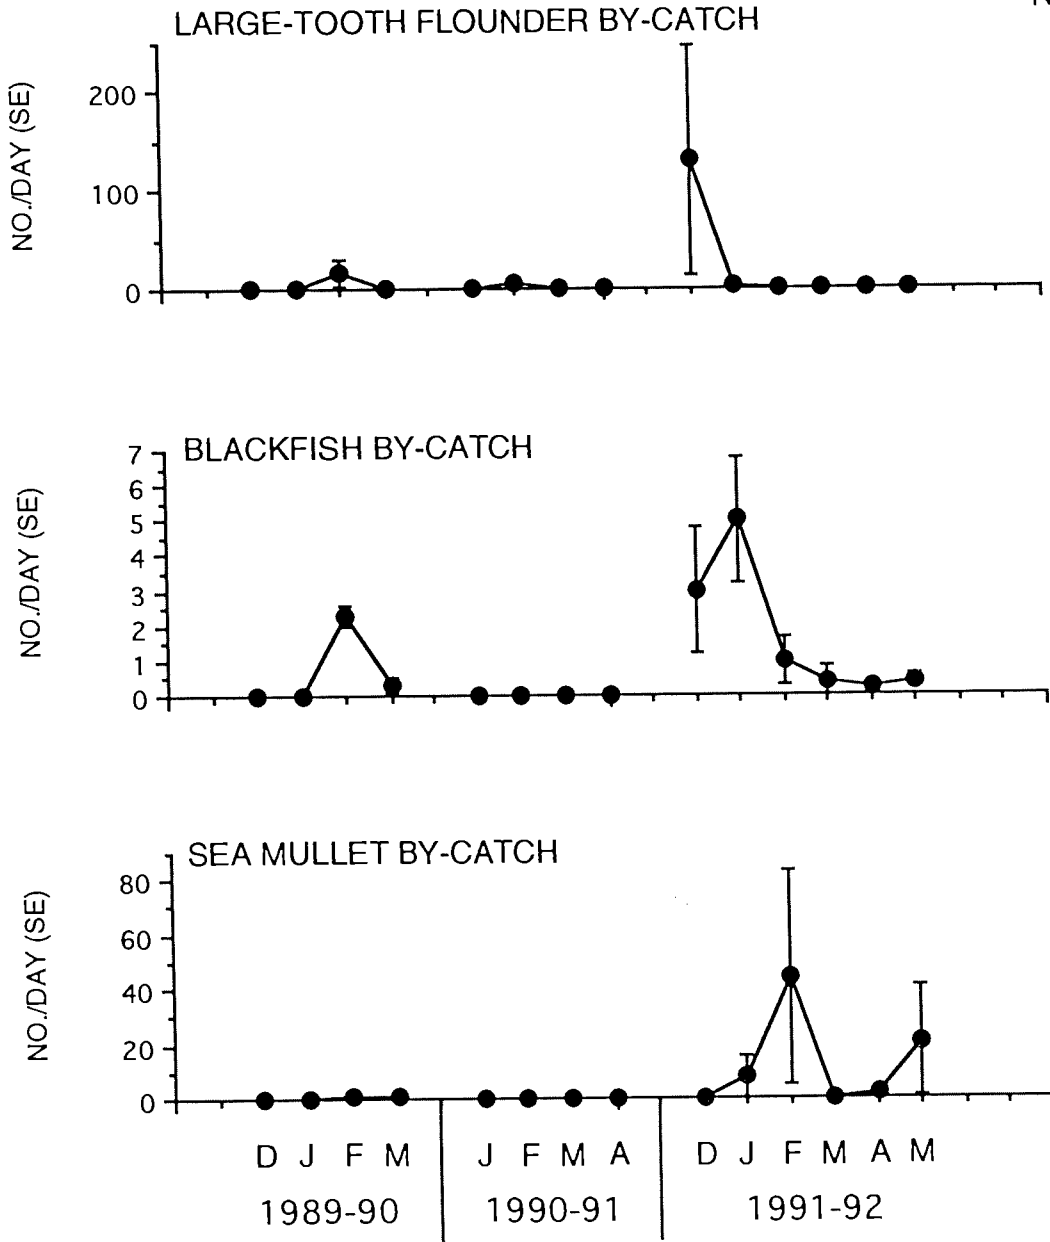 LARGE-TOOTH FLOUNDER BY-CATCH
NO./DAY (SE)
200
100
0
BLACKFISH BY-CATCH
NO./DAY (SE)
7
6
5
4
3
2
1
0
SEA MULLET BY-CATCH
NO./DAY (SE)
80
60
40
20
0
D J F M J F M A D J F M A M
1989-90 1990-91 1991-92